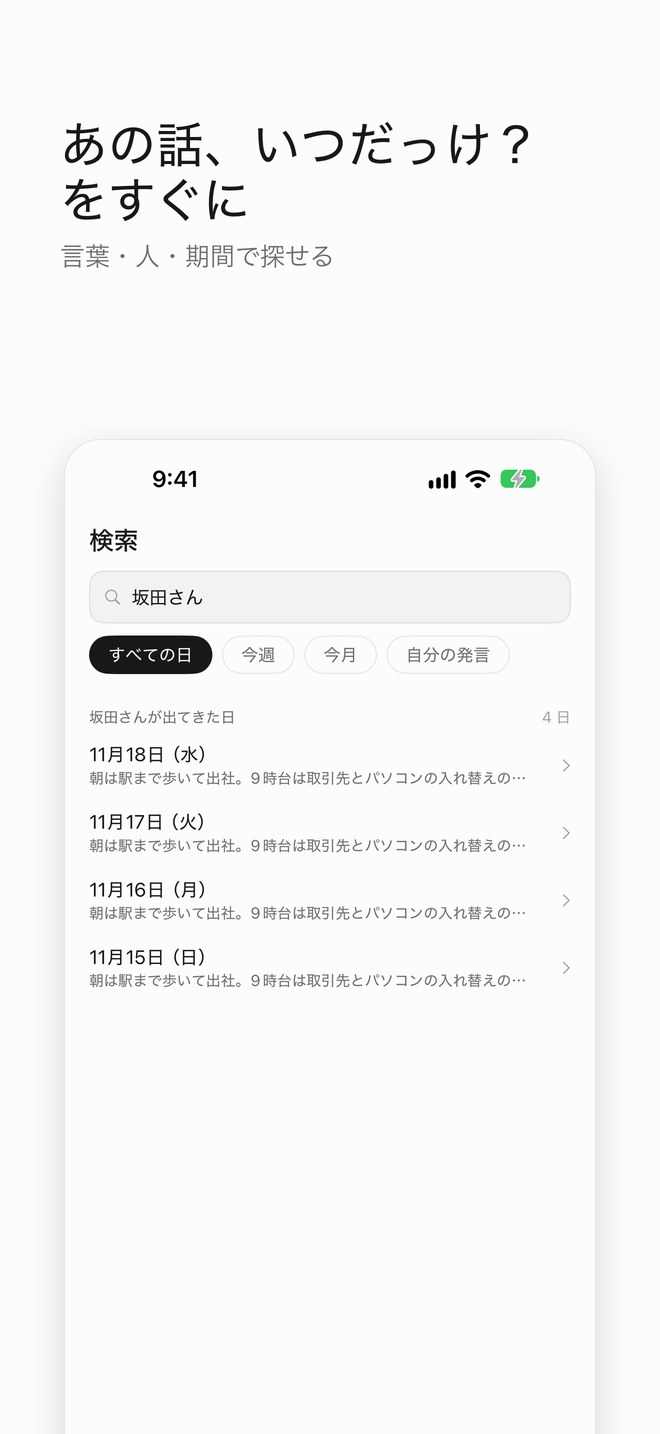 あの話、いつだっけ？
をすぐに
言葉・人・期間で探せる
9:41
検索
坂田さん
すべての日
今週
今月
自分の発言
坂田さんが出てきた日
4 日
11月18日（水）
朝は駅まで歩いて出社。9 時台は取引先とパソコンの入れ替えの…
11月17日（火）
朝は駅まで歩いて出社。9 時台は取引先とパソコンの入れ替えの…
11月16日（月）
朝は駅まで歩いて出社。9 時台は取引先とパソコンの入れ替えの…
11月15日（日）
朝は駅まで歩いて出社。9 時台は取引先とパソコンの入れ替えの…